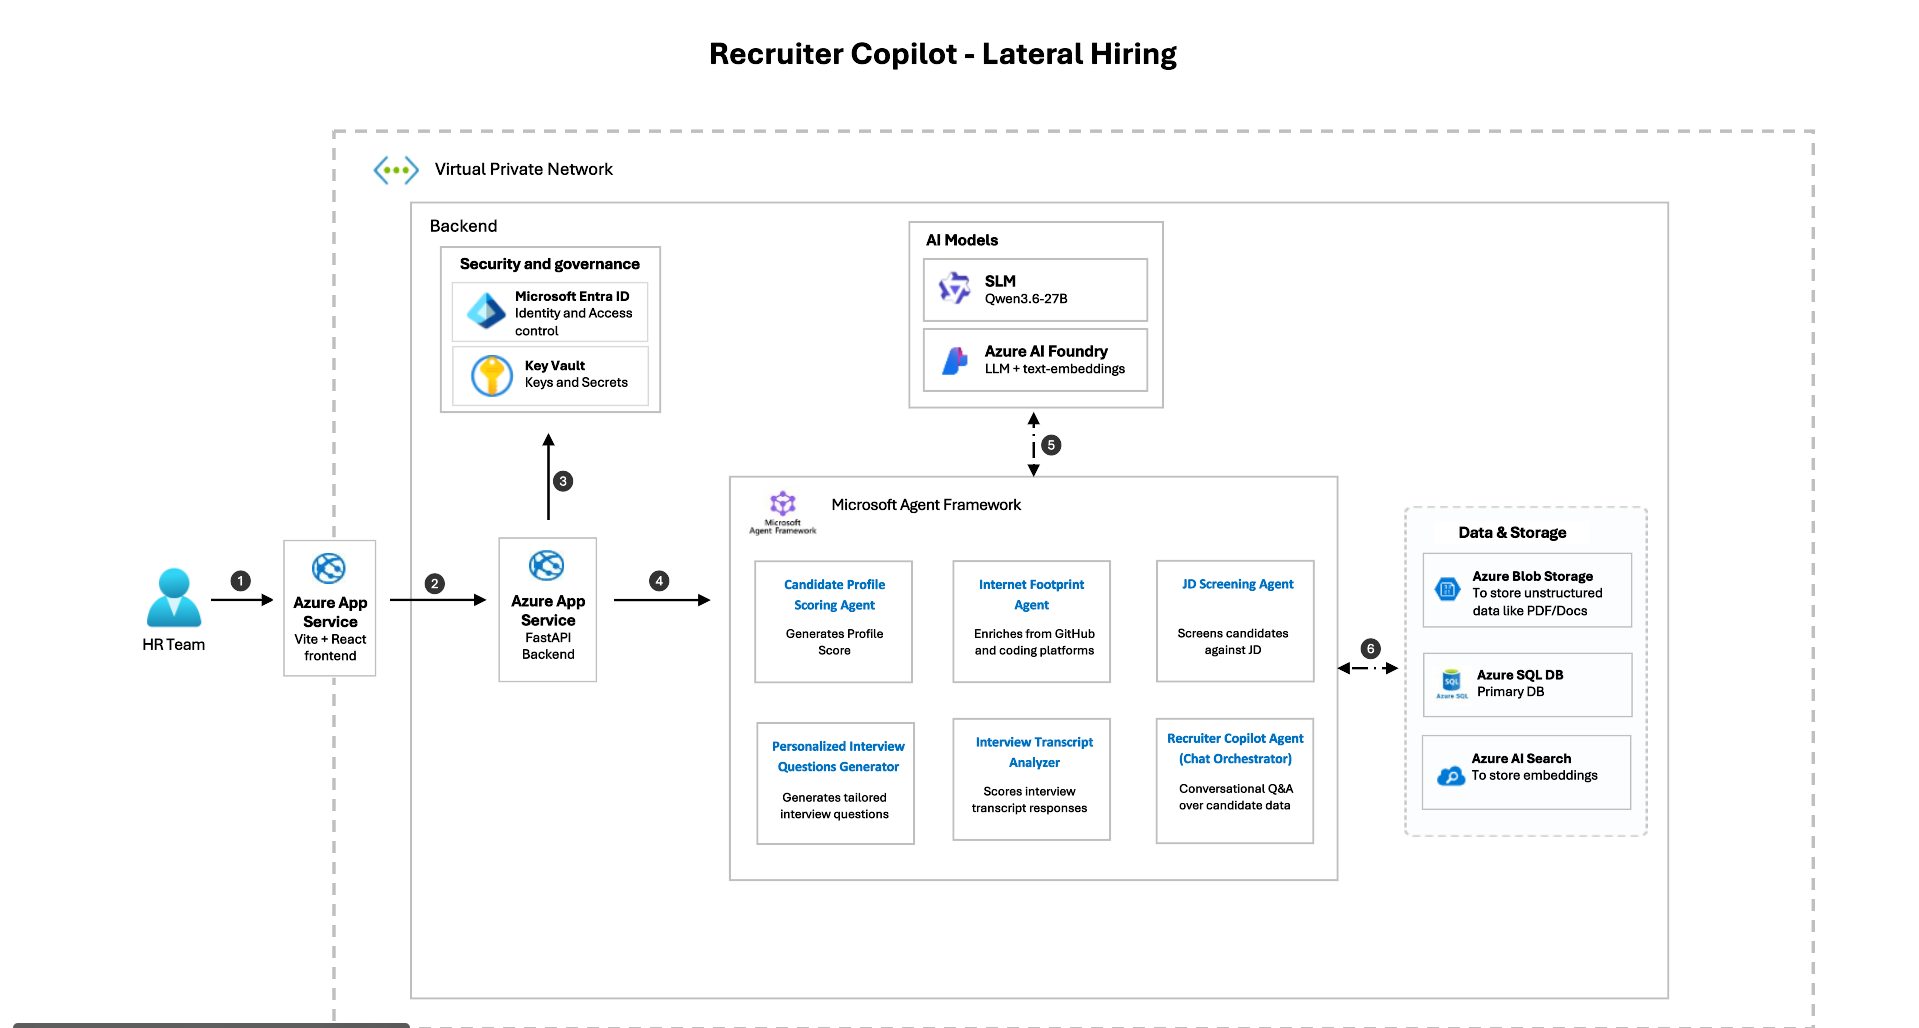 Recruiter Copilot - Lateral Hiring
Virtual Private Network
Backend
Security and governance
Microsoft Entra ID
Identity and Access
control
Key Vault
Keys and Secrets
AI Models
SLM
Qwen3.6-27B
Azure AI Foundry
LLM + text-embeddings
5
3
Microsoft
Agent Framework
Microsoft Agent Framework
1
HR Team
Azure App
Service
Vite + React
frontend
2
Azure App
Service
FastAPI
Backend
4
Candidate Profile
Scoring Agent
Generates Profile
Score
Internet Footprint
Agent
Enriches from GitHub
and coding platforms
JD Screening Agent
Screens candidates
against JD
Personalized Interview
Questions Generator
Generates tailored
interview questions
Interview Transcript
Analyzer
Scores interview
transcript responses
Recruiter Copilot Agent
(Chat Orchestrator)
Conversational Q&A
over candidate data
6
Data & Storage
Azure Blob Storage
To store unstructured
data like PDF/Docs
SQL
Azure SQL
Azure SQL DB
Primary DB
Azure AI Search
To store embeddings